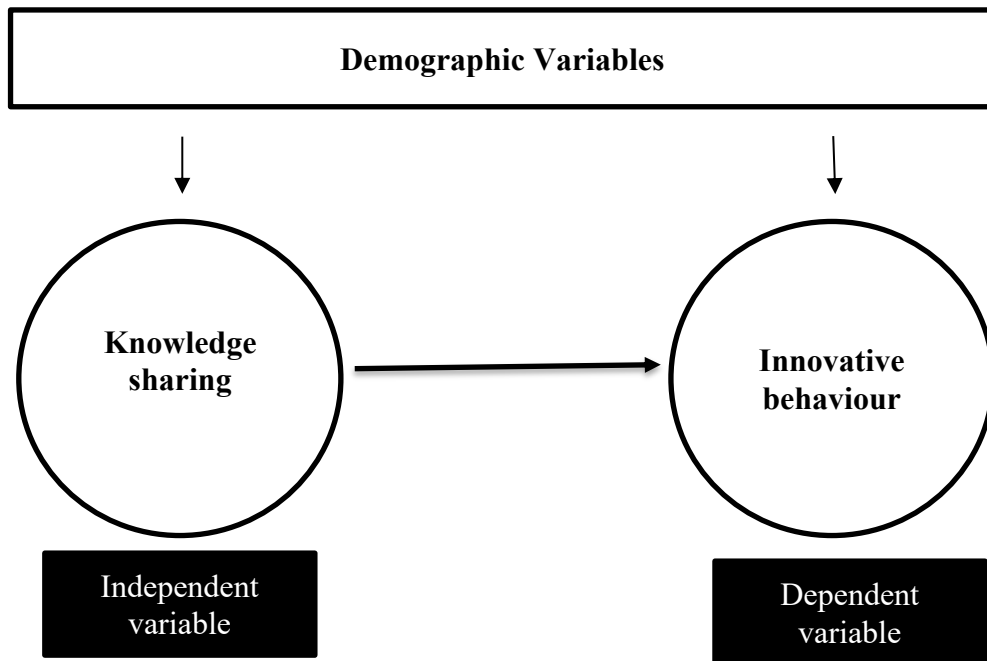 Demographic Variables
Knowledge
sharing
Innovative
behaviour
Independent
variable
Dependent
variable